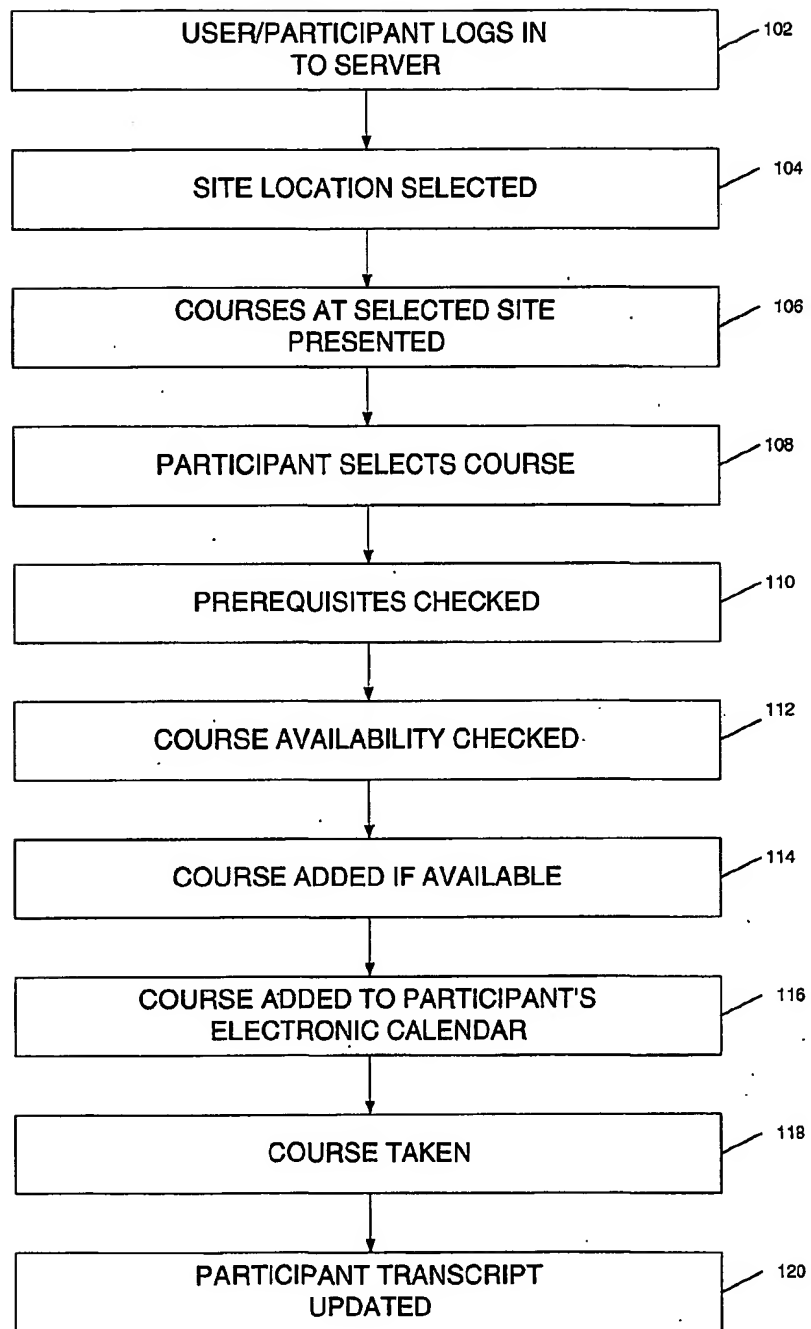 USER/PARTICIPANT LOGS IN
TO SERVER
102
SITE LOCATION SELECTED
104
COURSES AT SELECTED SITE
PRESENTED
106
PARTICIPANT SELECTS COURSE
108
PREREQUISITES CHECKED
110
COURSE AVAILABILITY CHECKED
112
COURSE ADDED IF AVAILABLE
114
COURSE ADDED TO PARTICIPANT'S
ELECTRONIC CALENDAR
116
COURSE TAKEN
118
PARTICIPANT TRANSCRIPT
UPDATED
120